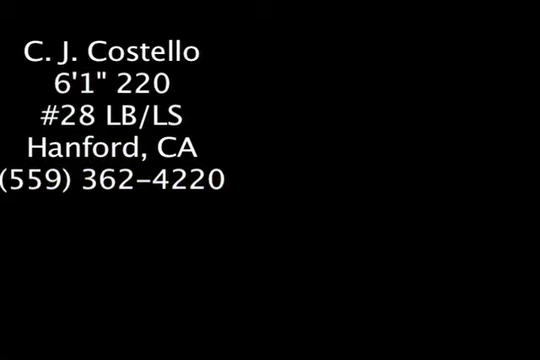 C. J. Costello
6'1" 220
#28 LB/LS
Hanford, CA
(559) 362-4220